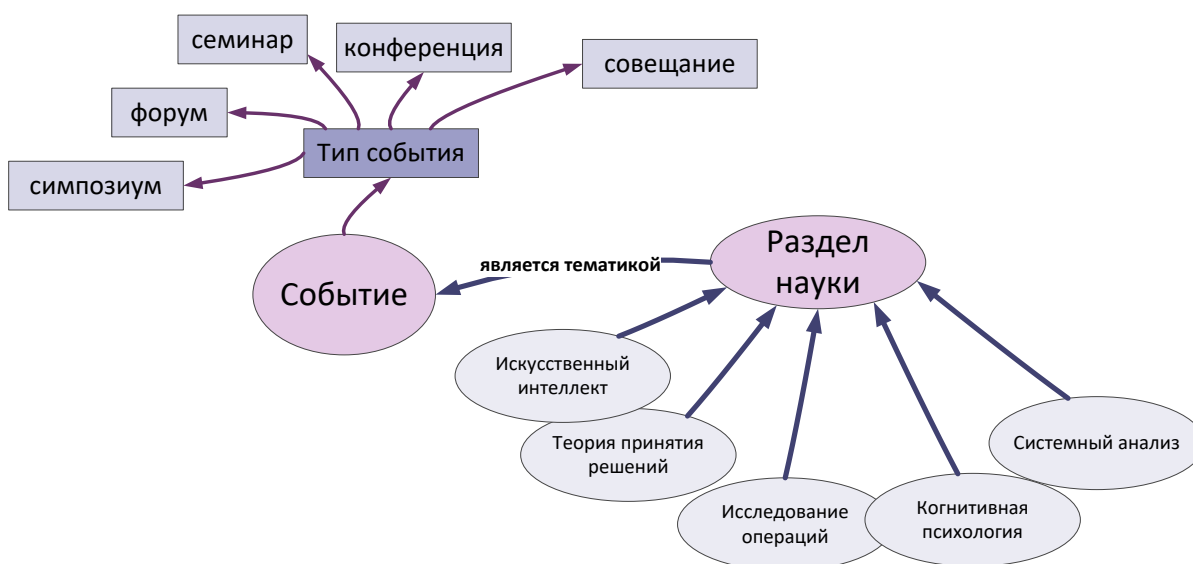 семинар
конференция
совещание
форум
Тип события
симпозиум
Раздел
науки
является тематикой
Событие
Искусственный
интеллект
Теория принятия
решений
Системный анализ
Исследование
операций
Когнитивная
психология